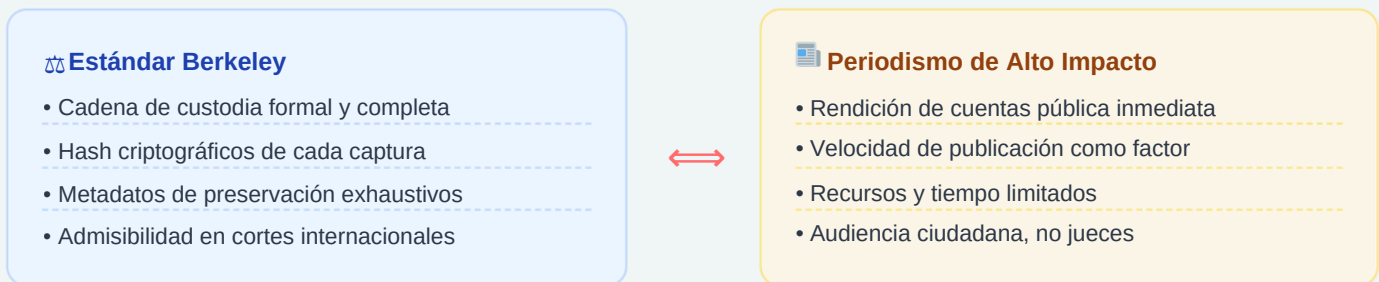 ⚖ Estándar Berkeley
• Cadena de custodia formal y completa
• Hash criptográficos de cada captura
• Metadatos de preservación exhaustivos
• Admisibilidad en cortes internacionales
⟺
📰 Periodismo de Alto Impacto
• Rendición de cuentas pública inmediata
• Velocidad de publicación como factor
• Recursos y tiempo limitados
• Audiencia ciudadana, no jueces